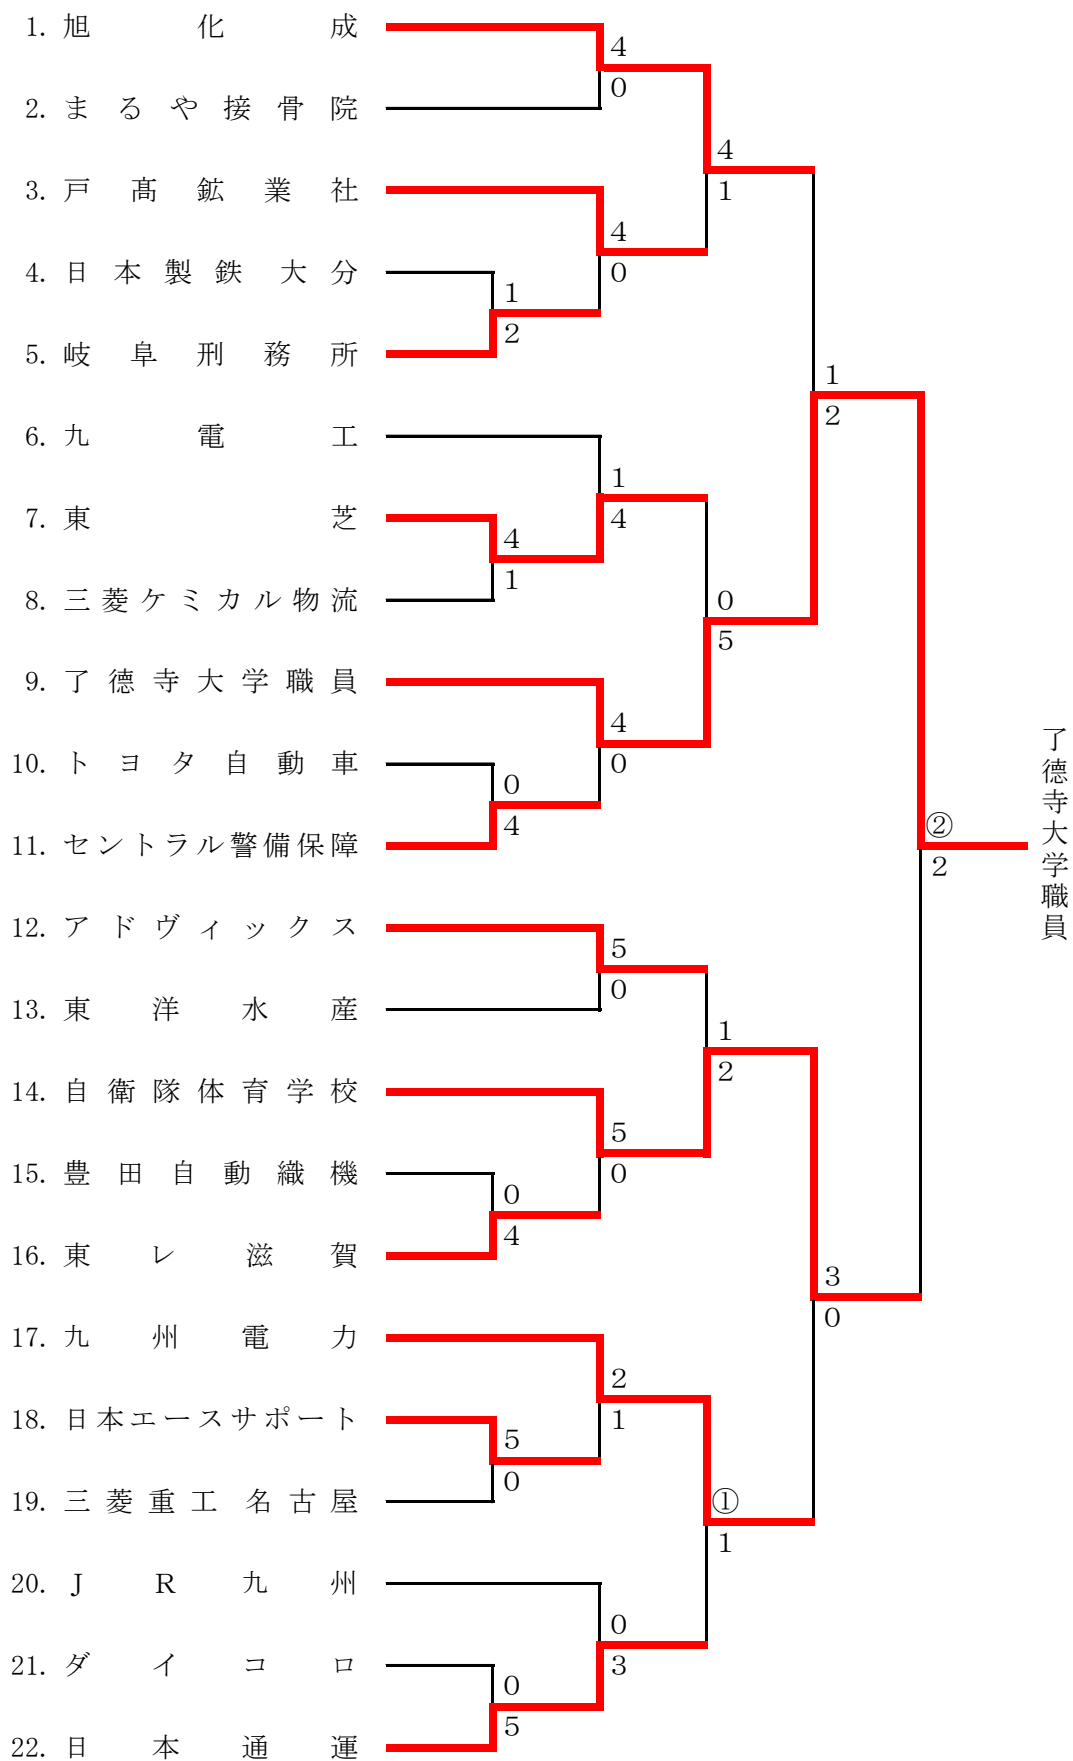 1. 旭化成
4
0
2. まるや接骨院
4
1
3. 戸髙鉱業社
4
0
4. 日本製鉄大分
1
2
5. 岐阜刑務所
1
2
6. 九電工
1
4
7. 東芝
4
1
8. 三菱ケミカル物流
0
5
9. 了德寺大学職員
4
0
10. トヨタ自動車
0
4
11. セントラル警備保障
②
2
了德寺大学職員
12. アドヴィックス
5
0
13. 東洋水産
1
2
14. 自衛隊体育学校
5
0
15. 豊田自動織機
0
4
16. 東レ滋賀
3
0
17. 九州電力
2
1
18. 日本エースサポート
5
0
19. 三菱重工名古屋
①
1
20. JR九州
0
3
21. ダイコロ
0
5
22. 日本通運